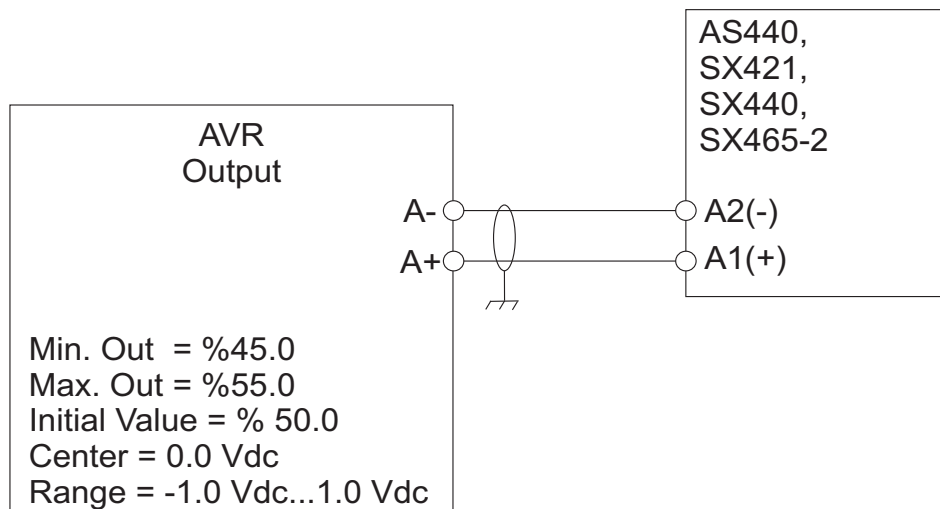 AVR
Output
A-
A+
Min. Out = %45.0
Max. Out = %55.0
Initial Value = % 50.0
Center = 0.0 Vdc
Range = -1.0 Vdc...1.0 Vdc
AS440,
SX421,
SX440,
SX465-2
A2(-)
A1(+)